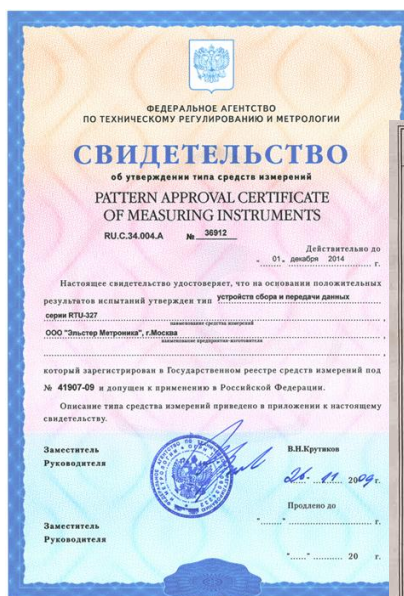 ФЕДЕРАЛЬНОЕ АГЕНТСТВО
ПО ТЕХНИЧЕСКОМУ РЕГУЛИРОВАНИЮ И МЕТРОЛОГИИ
СВИДЕТЕЛЬСТВО
об утверждении типа средств измерений
PATTERN APPROVAL CERTIFICATE
OF MEASURING INSTRUMENTS
RU.C.34.004.A № 36912
Действительно до
" 01 " декабря 2014 г.
Настоящее свидетельство удостоверяет, что на основании положительных
результатов испытаний утвержден тип устройств сбора и передачи данных
серии RTU-327
наименование средства измерений
ООО "Эльстер Метроника", г.Москва
наименование предприятия-изготовителя
который зарегистрирован в Государственном реестре средств измерений под
№ 41907-09 и допущен к применению в Российской Федерации.
Описание типа средства измерений приведено в приложении к настоящему
свидетельству.
Заместитель
Руководителя
В.Н.Крутиков
26. 11 2009 г.
Продлено до
"......" .................. г.
Заместитель
Руководителя
"......" ......... 20 г.